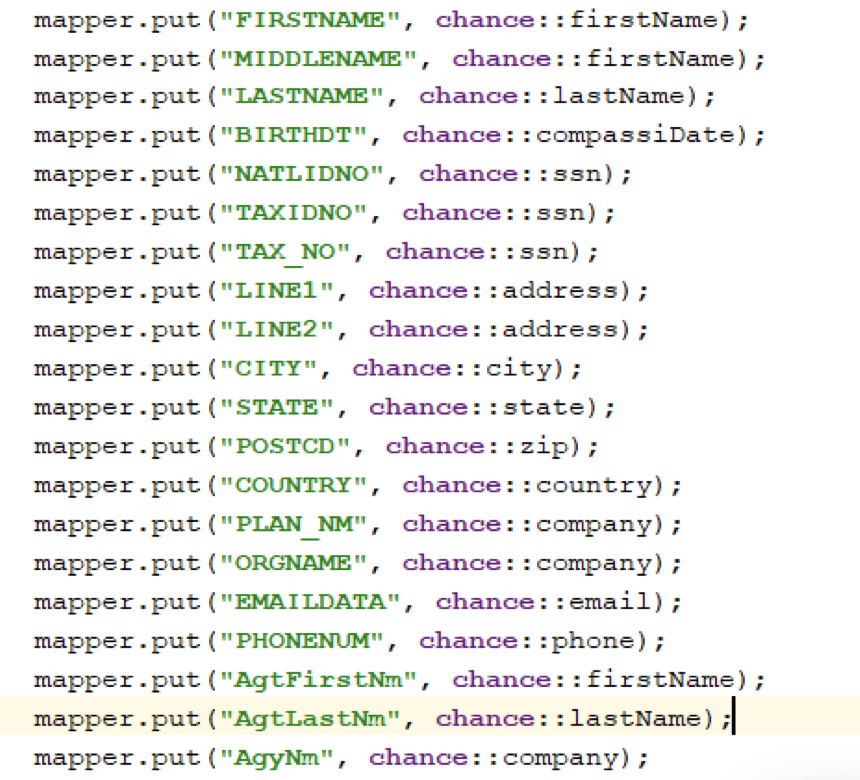 mapper.put("FIRSTNAME", chance::firstName);
mapper.put("MIDDLENAME", chance::firstName);
mapper.put("LASTNAME", chance::lastName);
mapper.put("BIRTHDT", chance::compassiDate);
mapper.put("NATLIDNO", chance::ssn);
mapper.put("TAXIDNO", chance::ssn);
mapper.put("TAX_NO", chance::ssn);
mapper.put("LINE1", chance::address);
mapper.put("LINE2", chance::address);
mapper.put("CITY", chance::city);
mapper.put("STATE", chance::state);
mapper.put("POSTCD", chance::zip);
mapper.put("COUNTRY", chance::country);
mapper.put("PLAN_NM", chance::company);
mapper.put("ORGNAME", chance::company);
mapper.put("EMAILDATA", chance::email);
mapper.put("PHONENUM", chance::phone);
mapper.put("AgtFirstNm", chance::firstName);
mapper.put("AgtLastNm", chance::lastName);
mapper.put("AgyNm", chance::company);